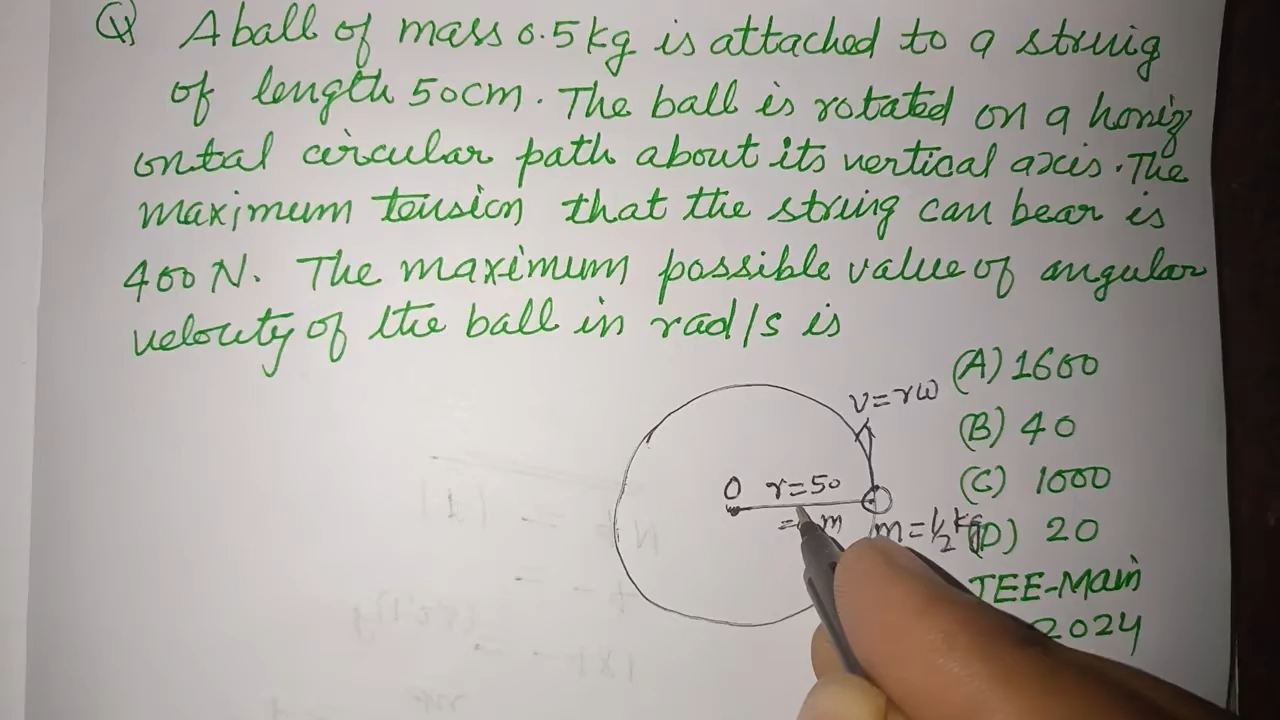 Q A ball of mass 0.5 kg is attached to a string
of length 50cm. The ball is rotated on a horiz
ontal circular path about its vertical axis. The
maximum tension that the string can bear is
400 N. The maximum possible value of angular
velocity of the ball in rad/s is
(A) 1600
v=rω
(B) 40
(C) 1000
O r=50
= m
m=1/2 kg
(D) 20
JEE-Main
2024